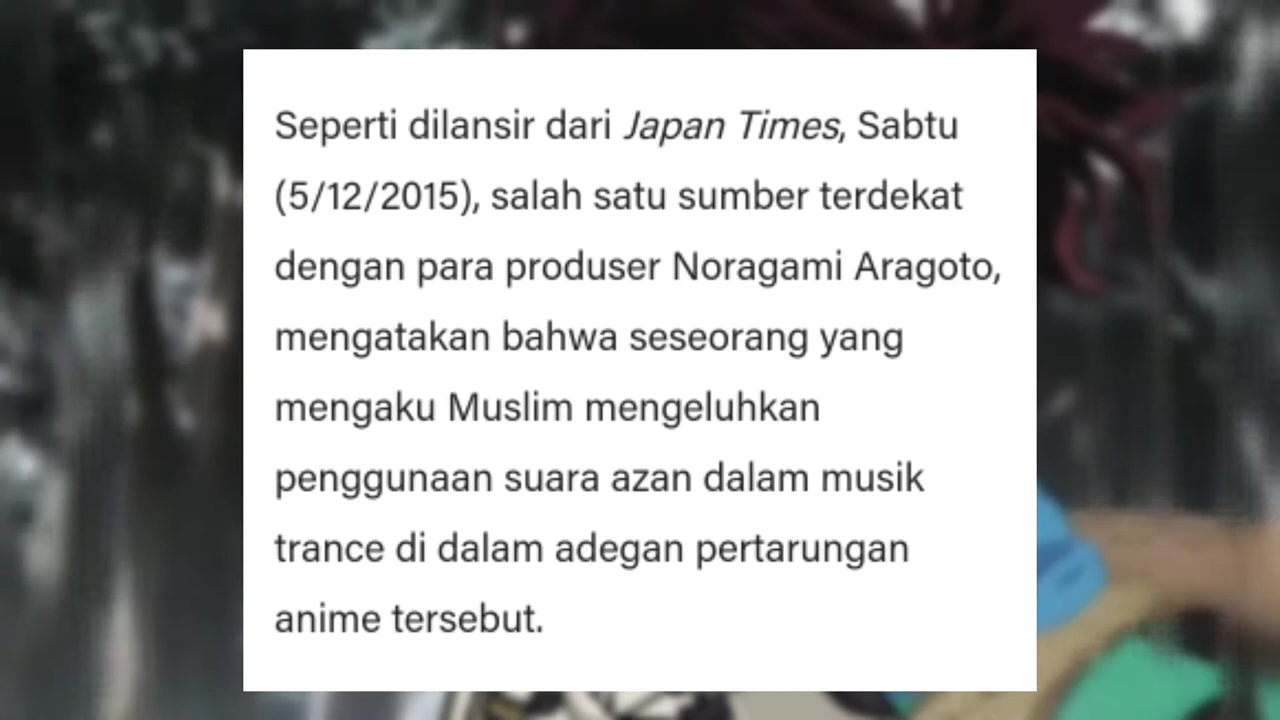 Seperti dilansir dari Japan Times, Sabtu
(5/12/2015), salah satu sumber terdekat
dengan para produser Noragami Aragoto,
mengatakan bahwa seseorang yang
mengaku Muslim mengeluhkan
penggunaan suara azan dalam musik
trance di dalam adegan pertarungan
anime tersebut.